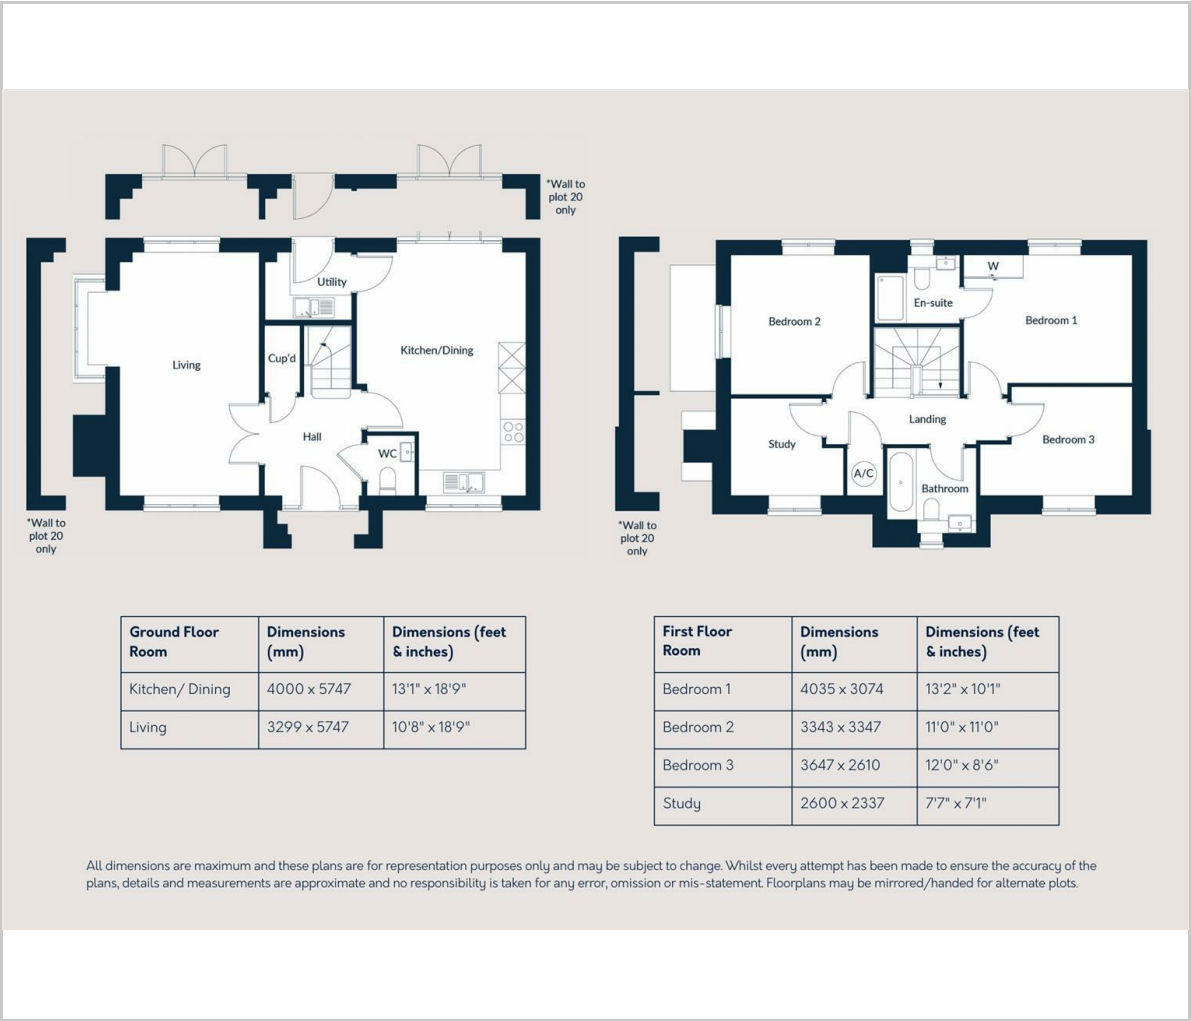 *Wall to
plot 20
only
Utility
Cup'd
Living
Kitchen/Dining
Hall
WC
*Wall to
plot 20
only
W
En-suite
Bedroom 2
Bedroom 1
Landing
Study
Bedroom 3
A/C
Bathroom
*Wall to
plot 20
only
Ground Floor
Room
Dimensions
(mm)
Dimensions (feet
& inches)
Kitchen/ Dining
4000 x 5747
13'1" x 18'9"
Living
3299 x 5747
10'8" x 18'9"
First Floor
Room
Dimensions
(mm)
Dimensions (feet
& inches)
Bedroom 1
4035 x 3074
13'2" x 10'1"
Bedroom 2
3343 x 3347
11'0" x 11'0"
Bedroom 3
3647 x 2610
12'0" x 8'6"
Study
2600 x 2337
7'7" x 7'1"
All dimensions are maximum and these plans are for representation purposes only and may be subject to change. Whilst every attempt has been made to ensure the accuracy of the
plans, details and measurements are approximate and no responsibility is taken for any error, omission or mis-statement. Floorplans may be mirrored/handed for alternate plots.